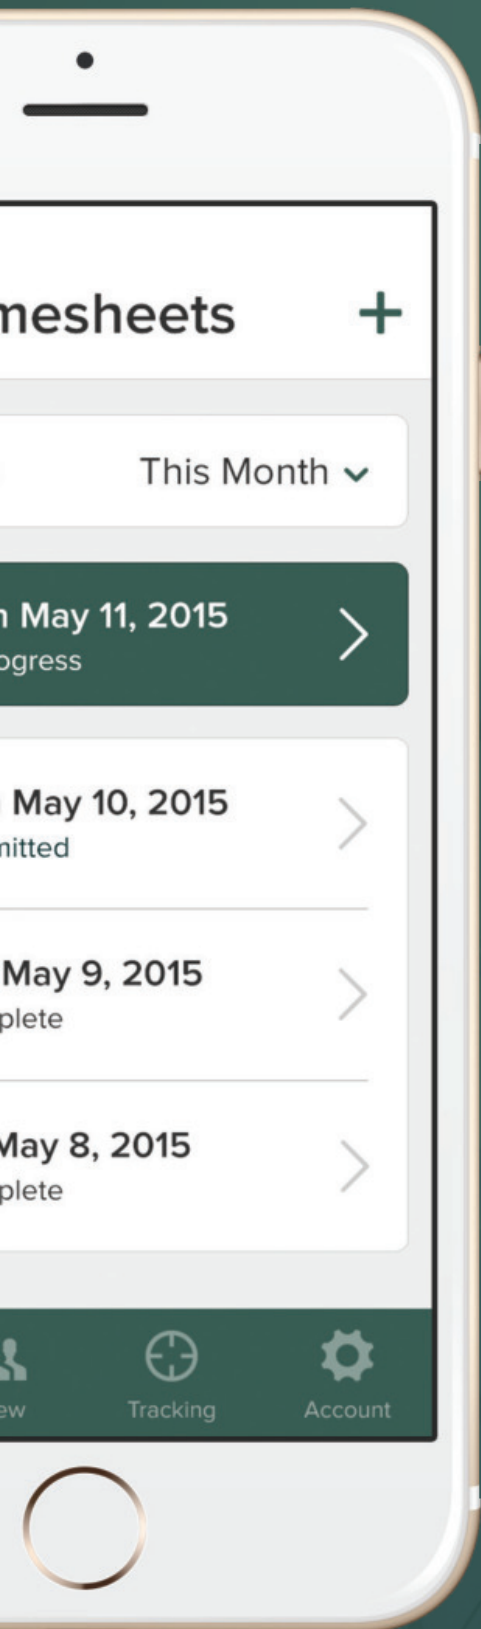 mesheets
This Month
May 11, 2015
ogress
May 10, 2015
mitted
May 9, 2015
plete
May 8, 2015
plete
ew
Tracking
Account